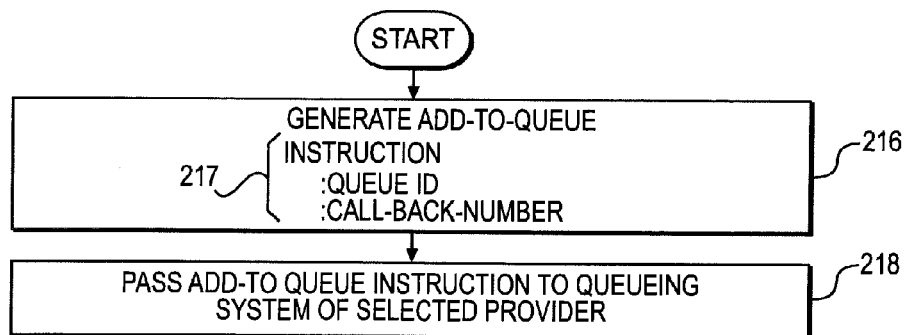 START
GENERATE ADD-TO-QUEUE
INSTRUCTION
:QUEUE ID
:CALL-BACK-NUMBER
217
216
PASS ADD-TO QUEUE INSTRUCTION TO QUEUEING
SYSTEM OF SELECTED PROVIDER
218